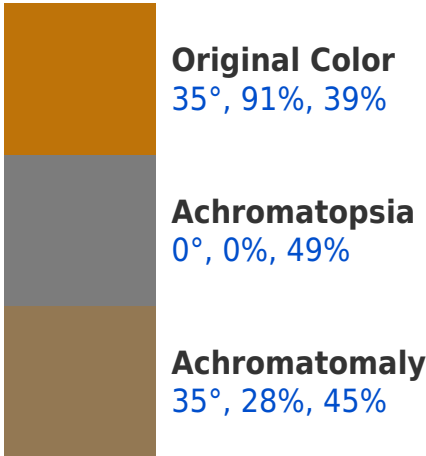 Original Color
35°, 91%, 39%
Achromatopsia
0°, 0%, 49%
Achromatomaly
35°, 28%, 45%